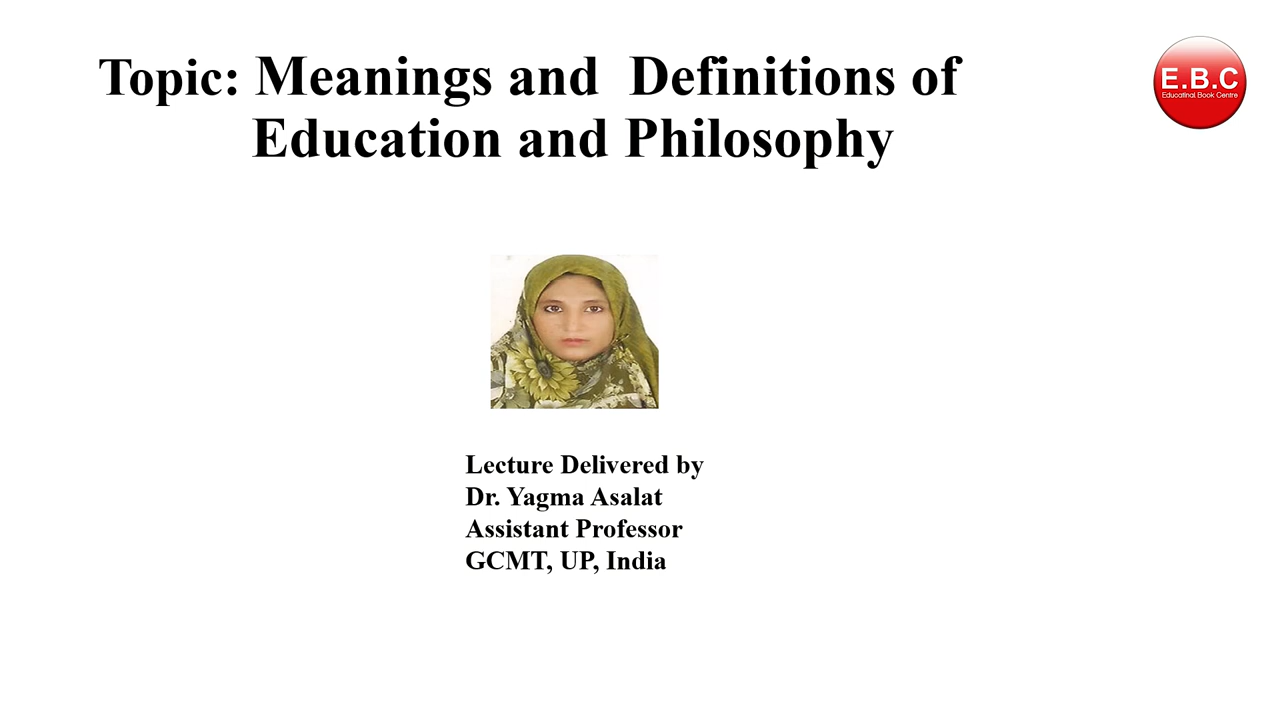 Topic: Meanings and Definitions of
Education and Philosophy
E.B.C
Educatinal Book Centre
Lecture Delivered by
Dr. Yagma Asalat
Assistant Professor
GCMT, UP, India